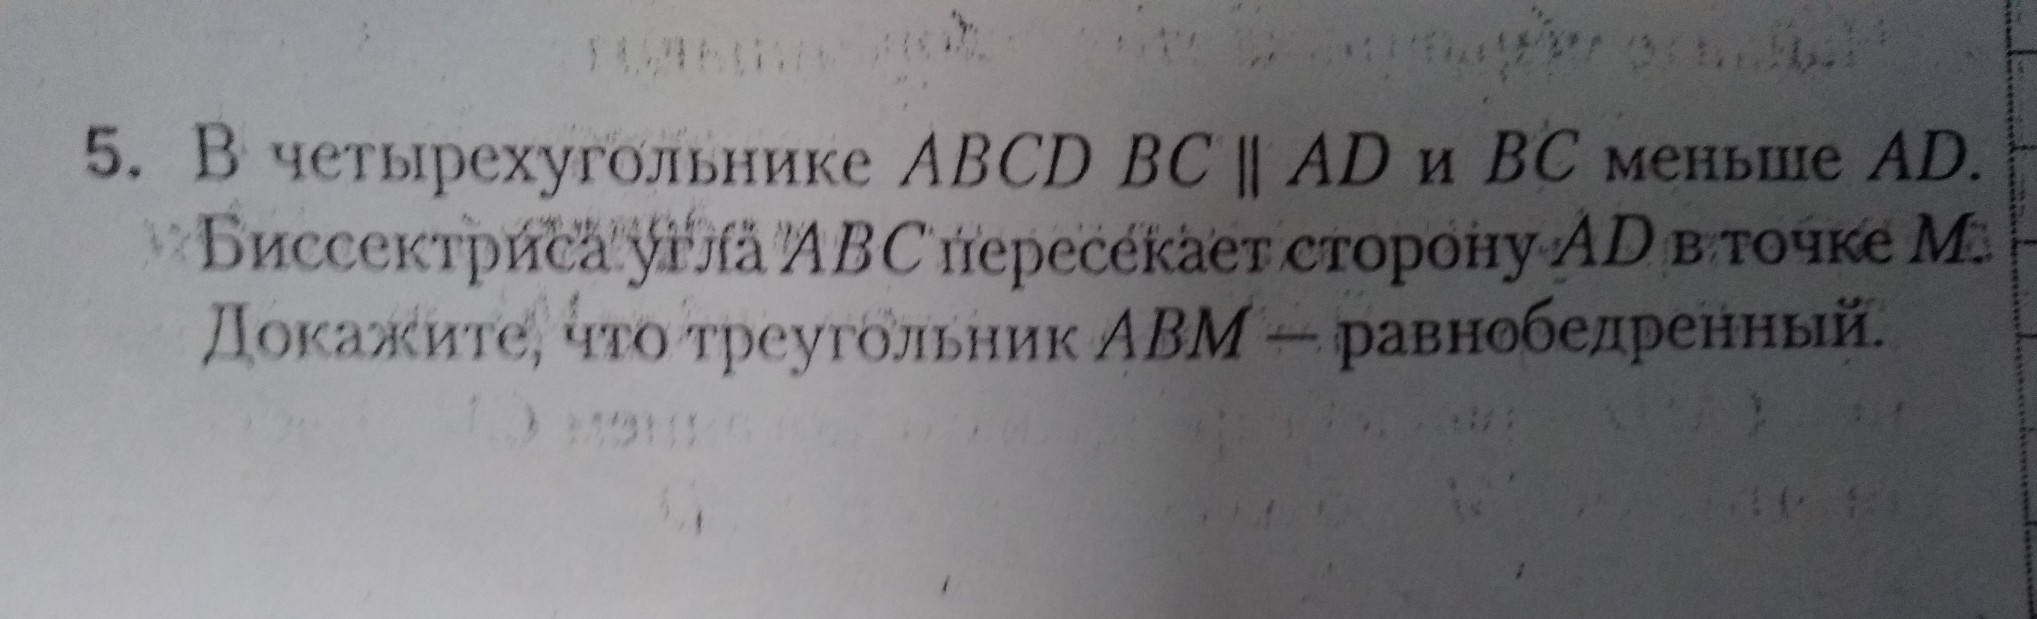 5. В четырехугольнике ABCD BC || AD и BC меньше AD.
Биссектриса угла ABC пересекает сторону AD в точке M.
Докажите, что треугольник ABM — равнобедренный.